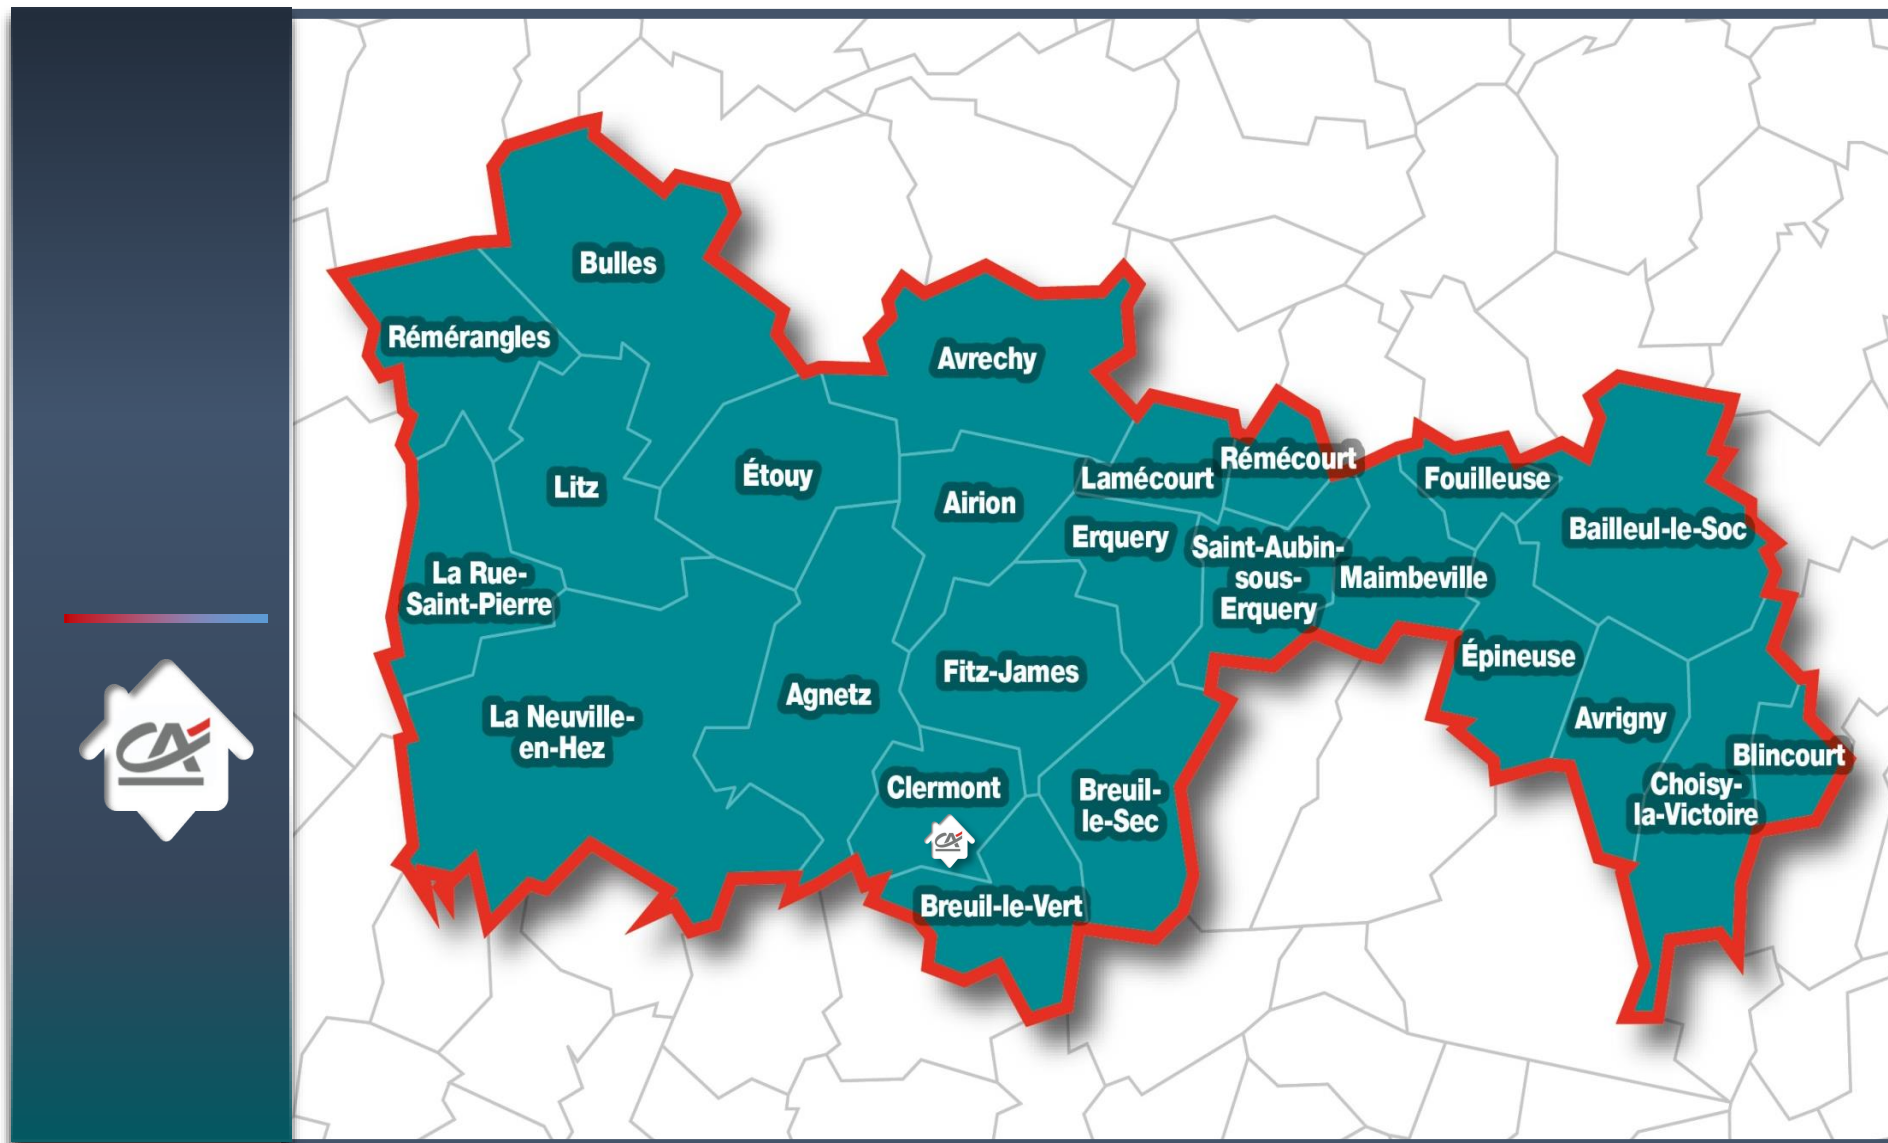 Bulles
Rémérangles
Avrechy
Litz
Étouy
Airion
Lamécourt
Rémécourt
Fouilleuse
Erquery
Saint-Aubin-
sous-
Erquery
Maimbeville
Bailleul-le-Soc
La Rue-
Saint-Pierre
La Neuville-
en-Hez
Agnetz
Fitz-James
Épineuse
Avrigny
Blincourt
Choisy-
la-Victoire
Clermont
Breuil-
le-Sec
Breuil-le-Vert
CA
CA